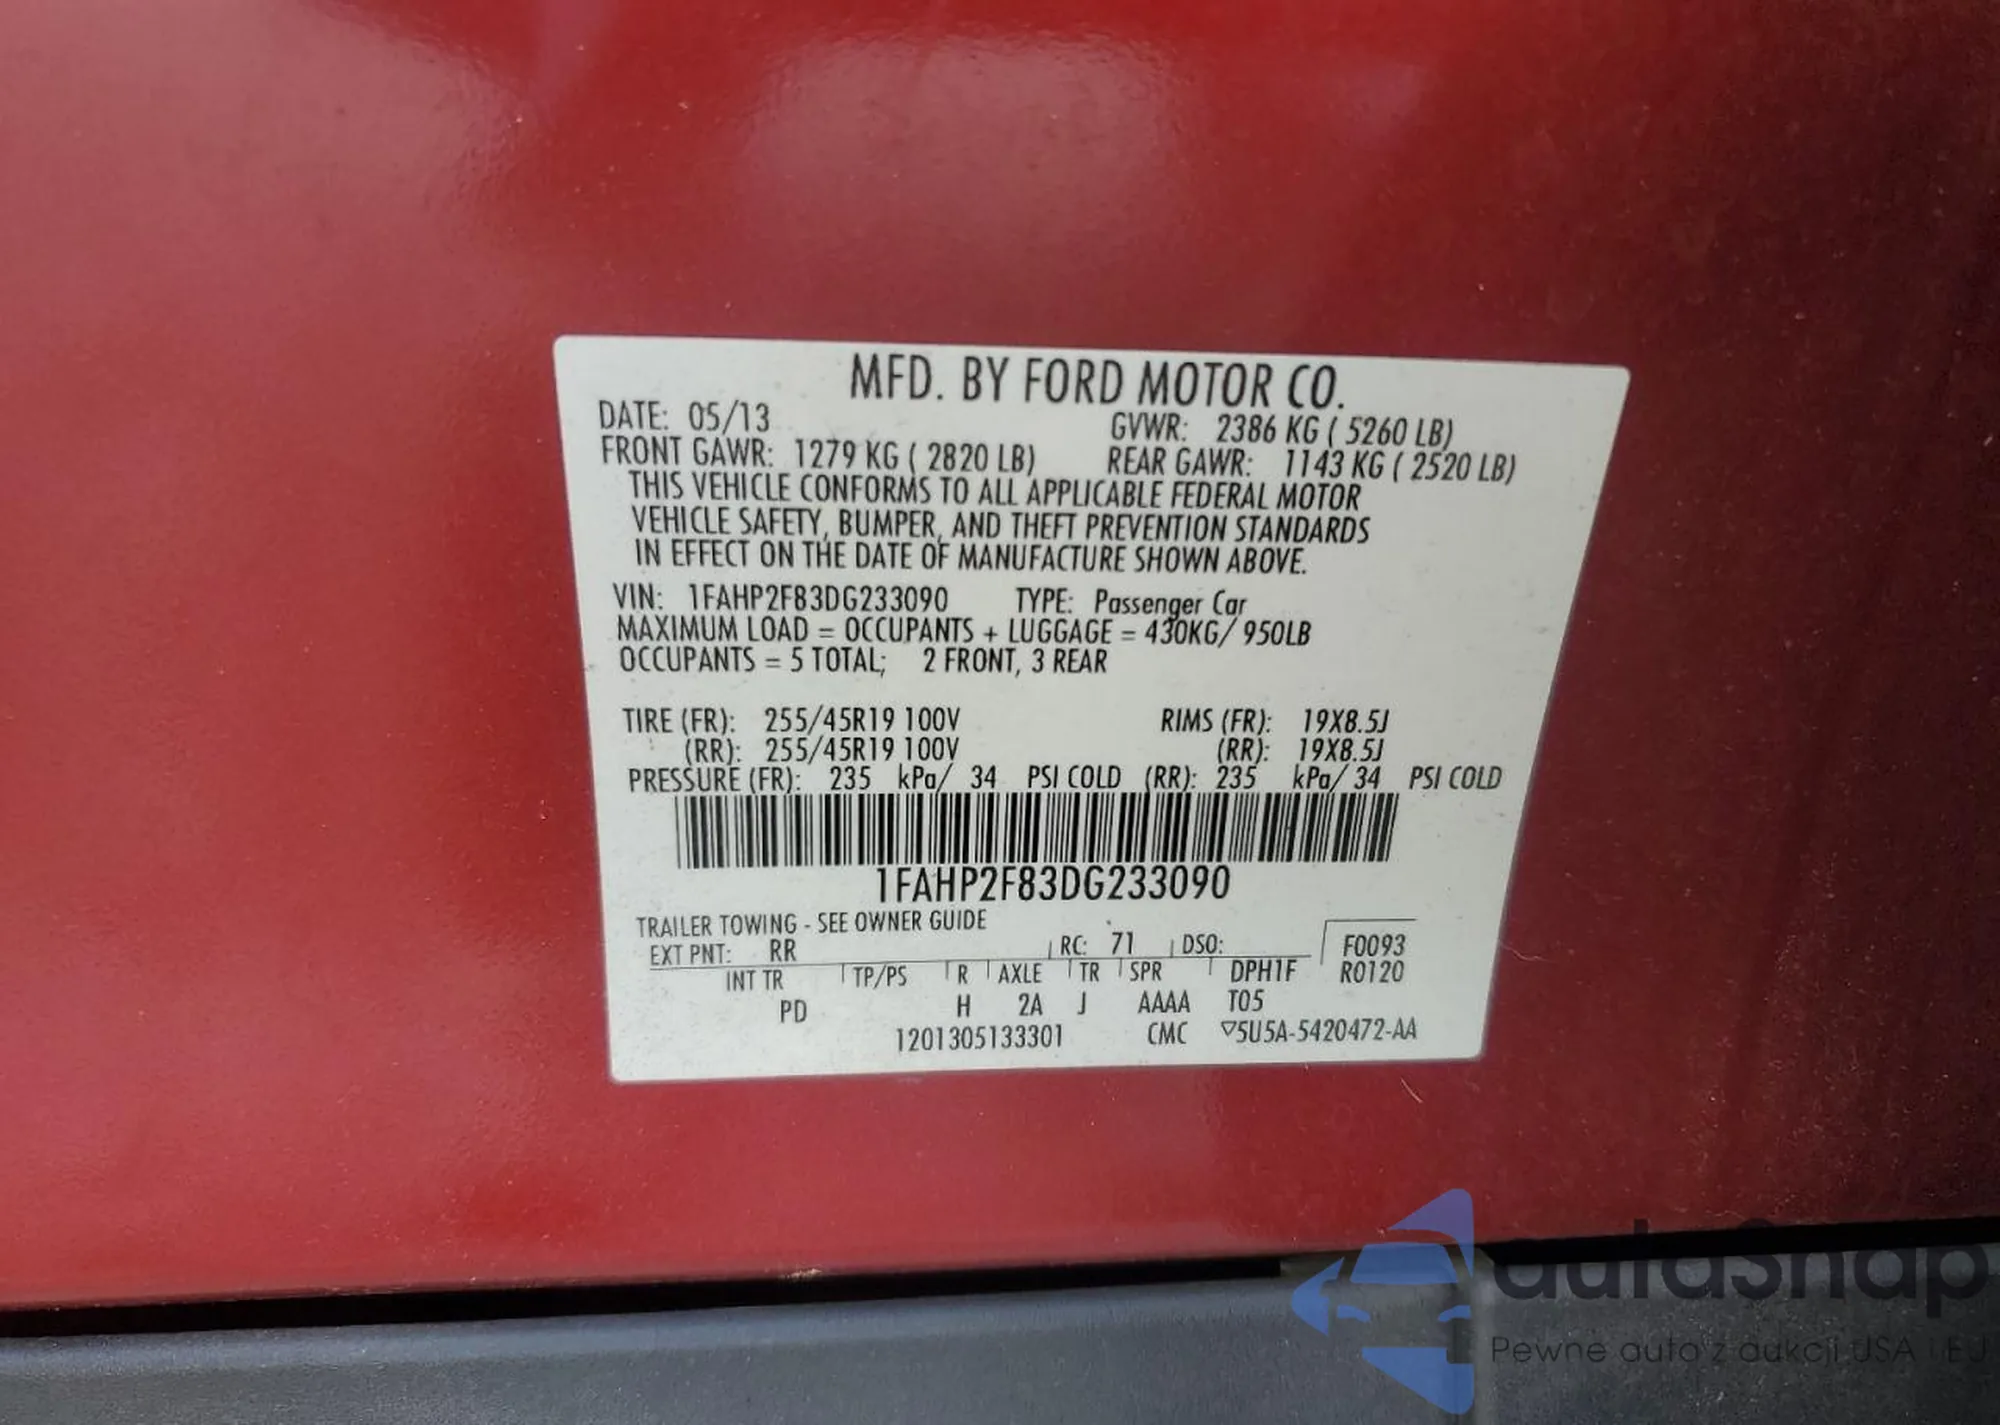 MFD. BY FORD MOTOR CO.
DATE: 05/13 GVWR: 2386 KG ( 5260 LB)
FRONT GAWR: 1279 KG ( 2820 LB) REAR GAWR: 1143 KG ( 2520 LB)
THIS VEHICLE CONFORMS TO ALL APPLICABLE FEDERAL MOTOR
VEHICLE SAFETY, BUMPER, AND THEFT PREVENTION STANDARDS
IN EFFECT ON THE DATE OF MANUFACTURE SHOWN ABOVE.
VIN: 1FAHP2F83DG233090 TYPE: Passenger Car
MAXIMUM LOAD = OCCUPANTS + LUGGAGE = 430KG/ 950LB
OCCUPANTS = 5 TOTAL; 2 FRONT, 3 REAR
TIRE (FR): 255/45R19 100V RIMS (FR): 19X8.5J
(RR): 255/45R19 100V (RR): 19X8.5J
PRESSURE (FR): 235 kPa/ 34 PSI COLD (RR): 235 kPa/ 34 PSI COLD
1FAHP2F83DG233090
TRAILER TOWING - SEE OWNER GUIDE
EXT PNT: RR RC: 71 DSO: F0093
INT TR TP/PS R AXLE TR SPR DPH1F R0120
PD H 2A J AAAA T05
1201305133301 CMC ▽5U5A-5420472-AA
autaSnap
Pewne auta z aukcji USA i EU